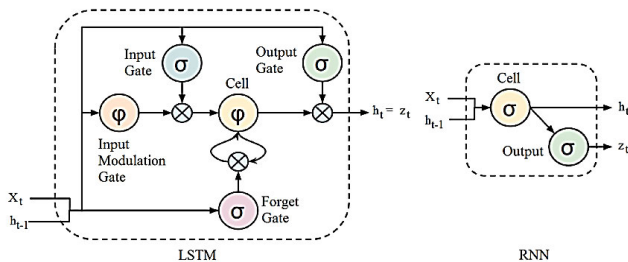 Input
Gate
σ
Output
Gate
σ
Cell
φ
φ
h_t = z_t
Input
Modulation
Gate
X_t
h_t-1
σ
Forget
Gate
LSTM
Cell
X_t
h_t-1
σ
h_t
Output
σ
z_t
RNN